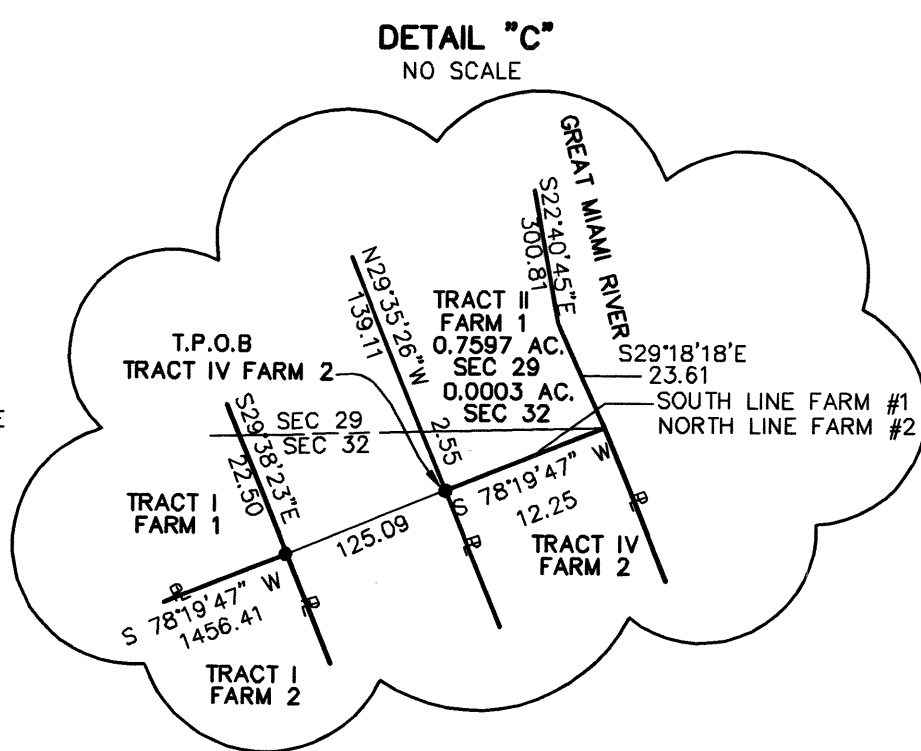 DETAIL "C"
NO SCALE
GREAT MIAMI RIVER
S22°40'45"E
300.81
N29°35'26"W
139.11
TRACT II
FARM 1
0.7597 AC.
SEC 29
0.0003 AC.
SEC 32
T.P.O.B
TRACT IV FARM 2
S29°18'18"E
23.61
SOUTH LINE FARM #1
NORTH LINE FARM #2
E
SEC 29
SEC 32
S29°38'23"E
22.50
2.55
TRACT I
FARM 1
S 78°19'47" W
12.25
PL
125.09
PL
TRACT IV
FARM 2
S 78°19'47" W
1456.41
PL
TRACT I
FARM 2